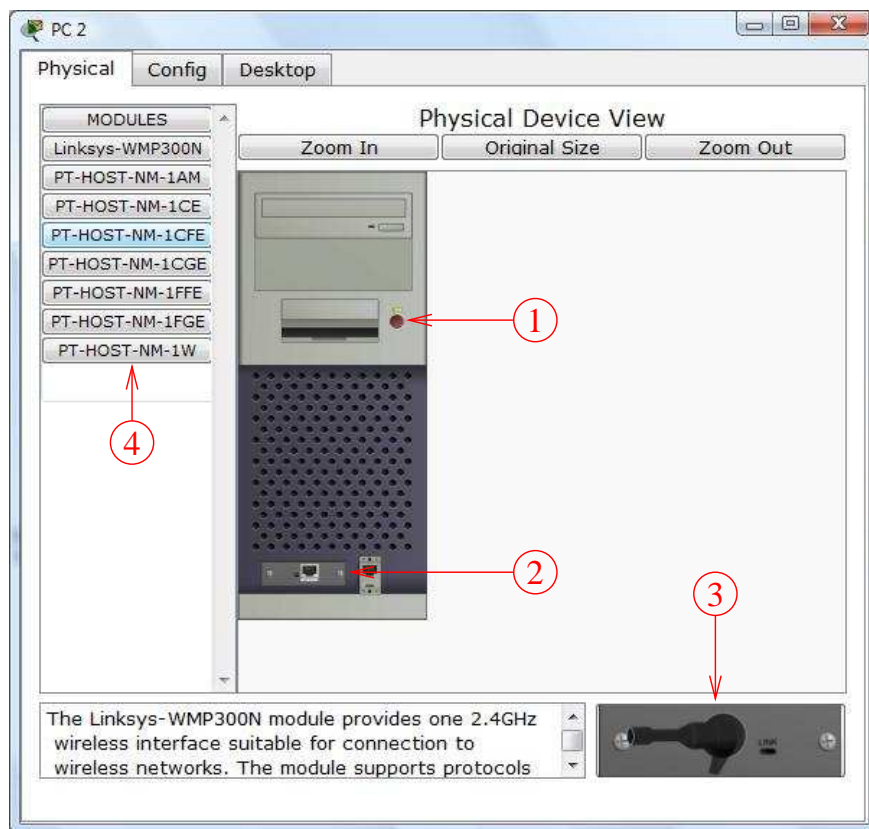 PC 2
Physical Config Desktop
MODULES
Linksys-WMP300N
PT-HOST-NM-1AM
PT-HOST-NM-1CE
PT-HOST-NM-1CFE
PT-HOST-NM-1CGE
PT-HOST-NM-1FFE
PT-HOST-NM-1FGE
PT-HOST-NM-1W
4
Physical Device View
Zoom In Original Size Zoom Out
1
2
3
The Linksys-WMP300N module provides one 2.4GHz
wireless interface suitable for connection to
wireless networks. The module supports protocols
LINK